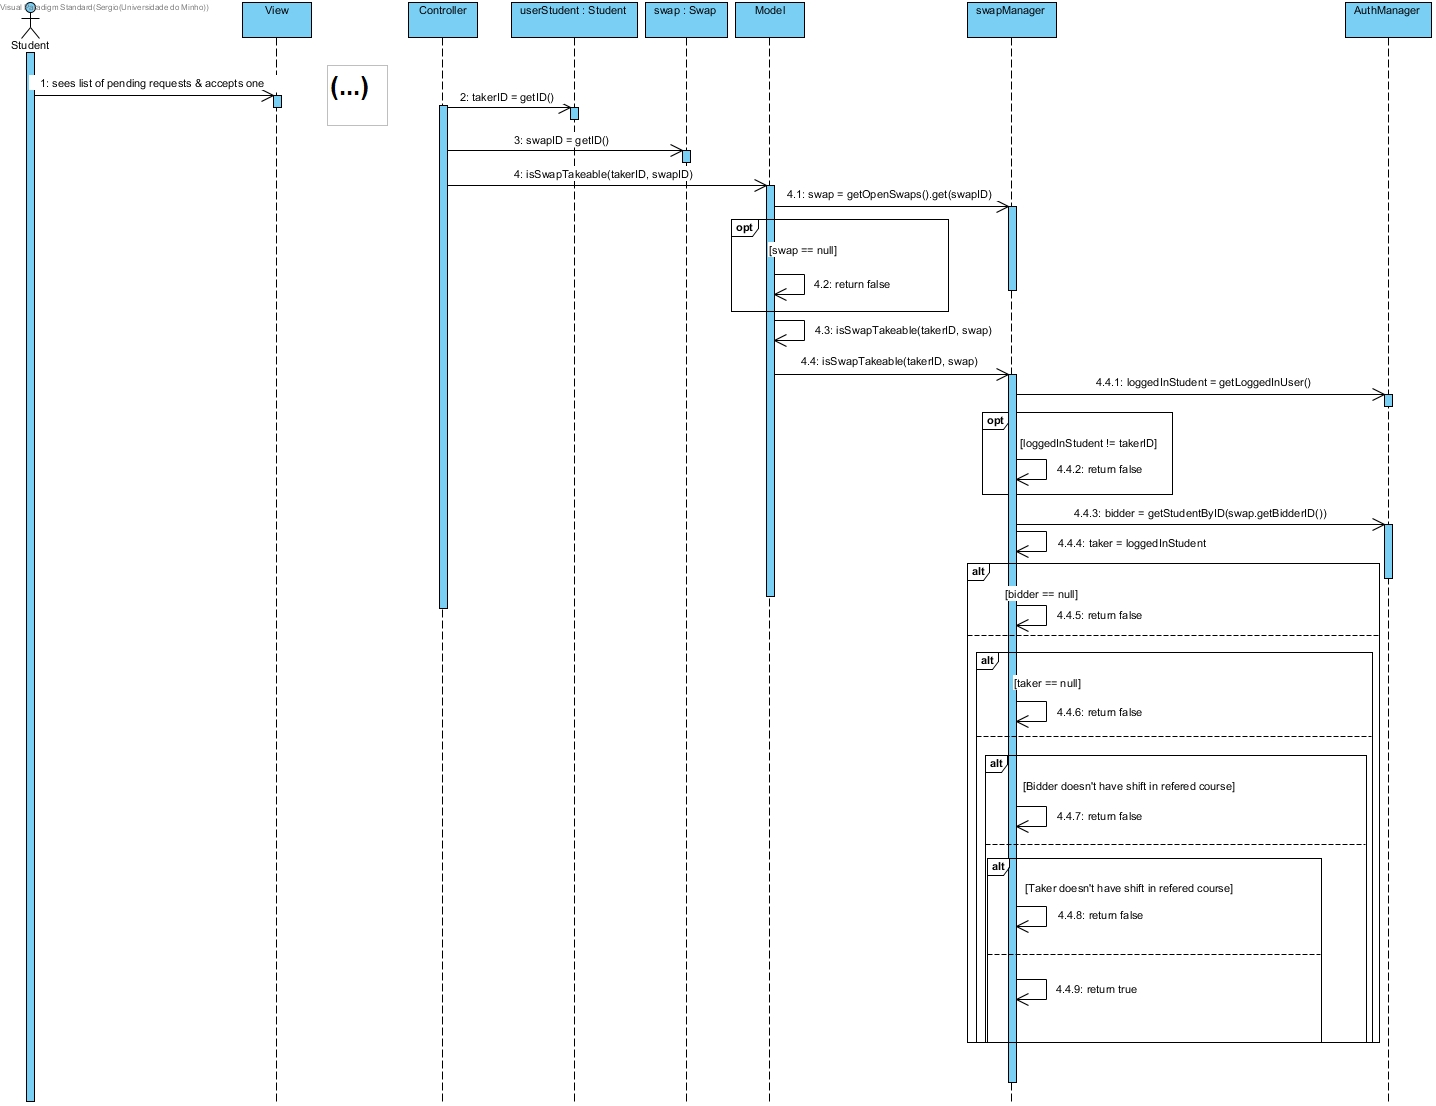 Visual Paradigm Standard(Sergio(Universidade do Minho))
Student
View
Controller
userStudent : Student
swap : Swap
Model
swapManager
AuthManager
1: sees list of pending requests & accepts one
(...)
2: takerID = getID()
3: swapID = getID()
4: isSwapTakeable(takerID, swapID)
4.1: swap = getOpenSwaps().get(swapID)
opt
[swap == null]
4.2: return false
4.3: isSwapTakeable(takerID, swap)
4.4: isSwapTakeable(takerID, swap)
4.4.1: loggedInStudent = getLoggedInUser()
opt
[loggedInStudent != takerID]
4.4.2: return false
4.4.3: bidder = getStudentByID(swap.getBidderID())
4.4.4: taker = loggedInStudent
alt
[bidder == null]
4.4.5: return false
alt
[taker == null]
4.4.6: return false
alt
[Bidder doesn't have shift in refered course]
4.4.7: return false
alt
[Taker doesn't have shift in refered course]
4.4.8: return false
4.4.9: return true